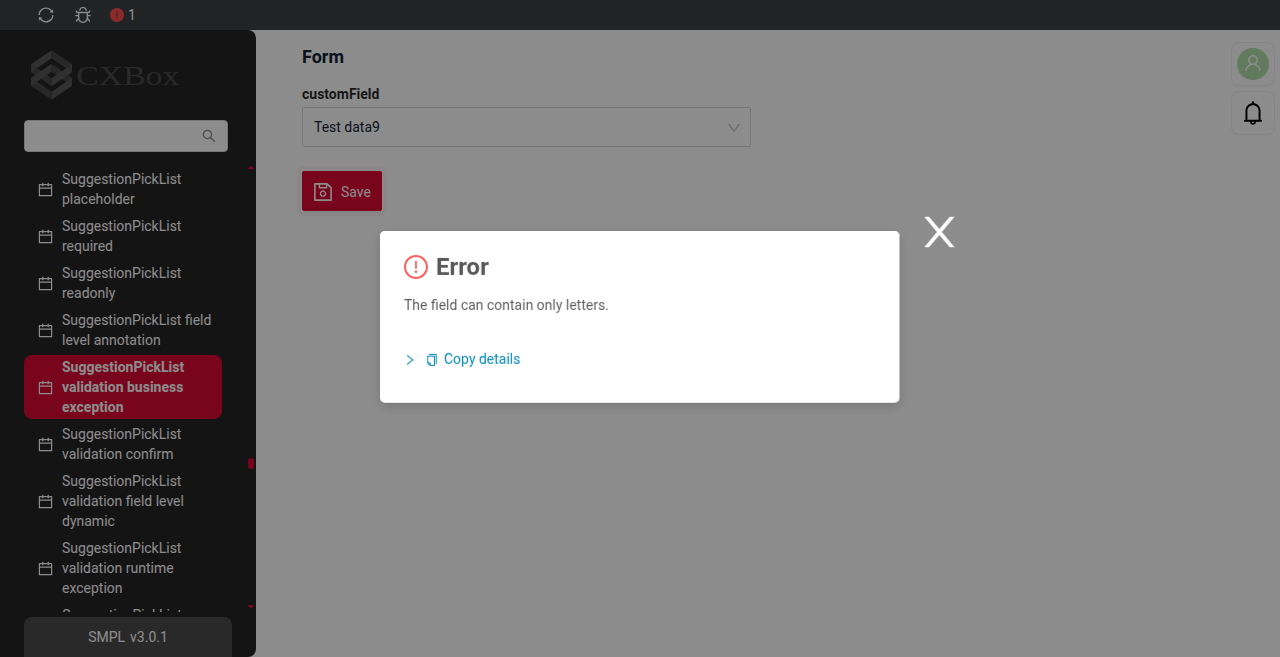 1
CXBox
SuggestionPickList
placeholder
SuggestionPickList
required
SuggestionPickList
readonly
SuggestionPickList field
level annotation
SuggestionPickList
validation business
exception
SuggestionPickList
validation confirm
SuggestionPickList
validation field level
dynamic
SuggestionPickList
validation runtime
exception
SMPL v3.0.1
Form
customField
Test data9
Save
Error
The field can contain only letters.
Copy details